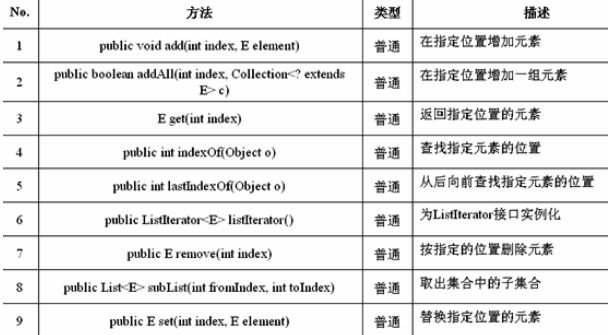 No. 方法 类型 描述
1 public void add(int index, E element) 普通 在指定位置增加元素
2 public boolean addAll(int index, Collection<? extends E> c) 普通 在指定位置增加一组元素
3 E get(int index) 普通 返回指定位置的元素
4 public int indexOf(Object o) 普通 查找指定元素的位置
5 public int lastIndexOf(Object o) 普通 从后向前查找指定元素的位置
6 public ListIterator<E> listIterator() 普通 为ListIterator接口实例化
7 public E remove(int index) 普通 按指定的位置删除元素
8 public List<E> subList(int fromIndex, int toIndex) 普通 取出集合中的子集合
9 public E set(int index, E element) 普通 替换指定位置的元素